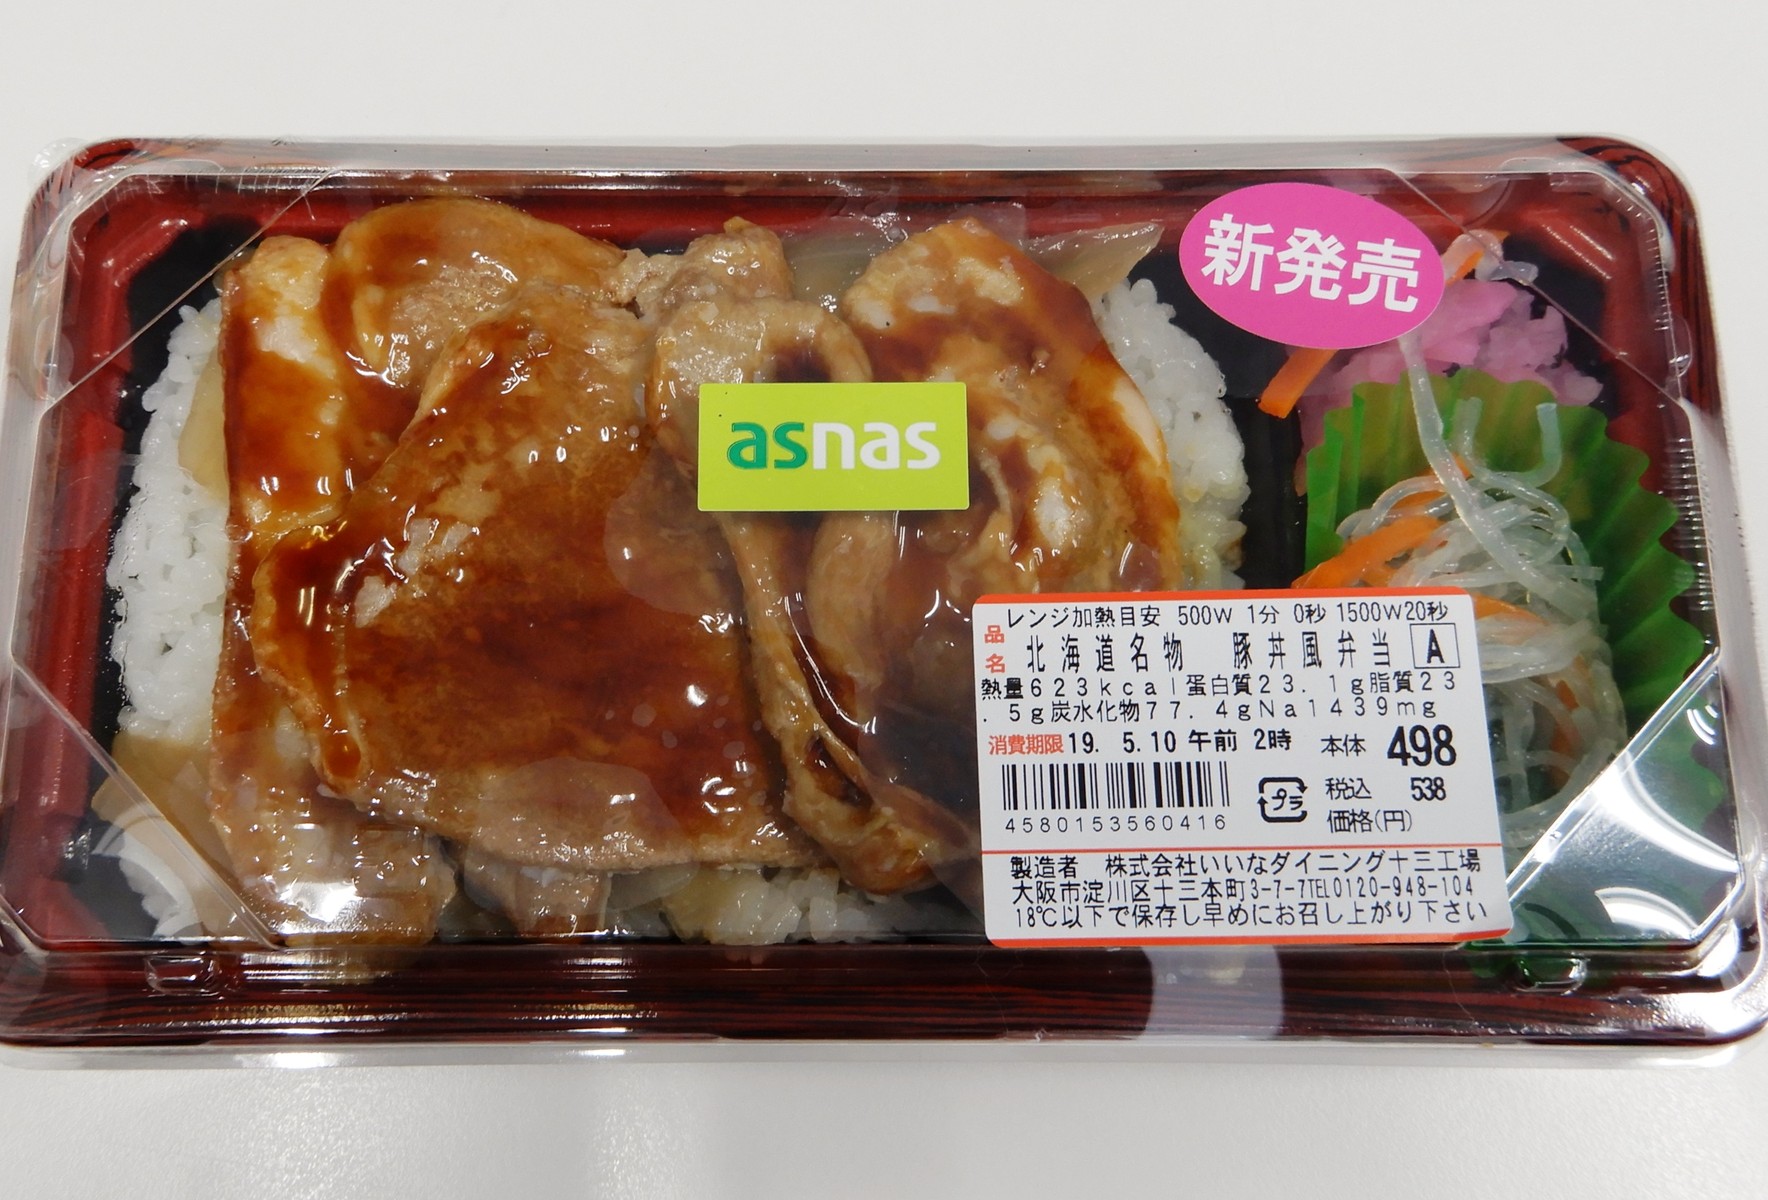 新発売
asnas
レンジ加熱目安 500W 1分 0秒 1500W20秒
品名 北海道名物 豚丼風弁当 A
熱量623kcal蛋白質23.1g脂質23
.5g炭水化物77.4gNa1439mg
消費期限 19. 5.10 午前 2時 本体 498
プラ 税込 538
4580153560416 価格(円)
製造者 株式会社いいなダイニング十三工場
大阪市淀川区十三本町3-7-7TEL0120-948-104
18℃以下で保存し早めにお召し上がり下さい